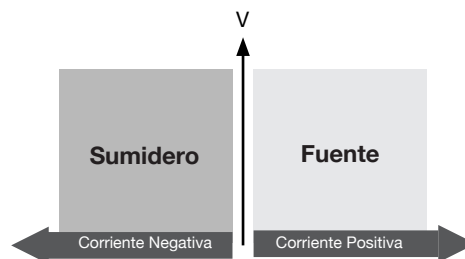 V
Sumidero
Fuente
Corriente Negativa
Corriente Positiva